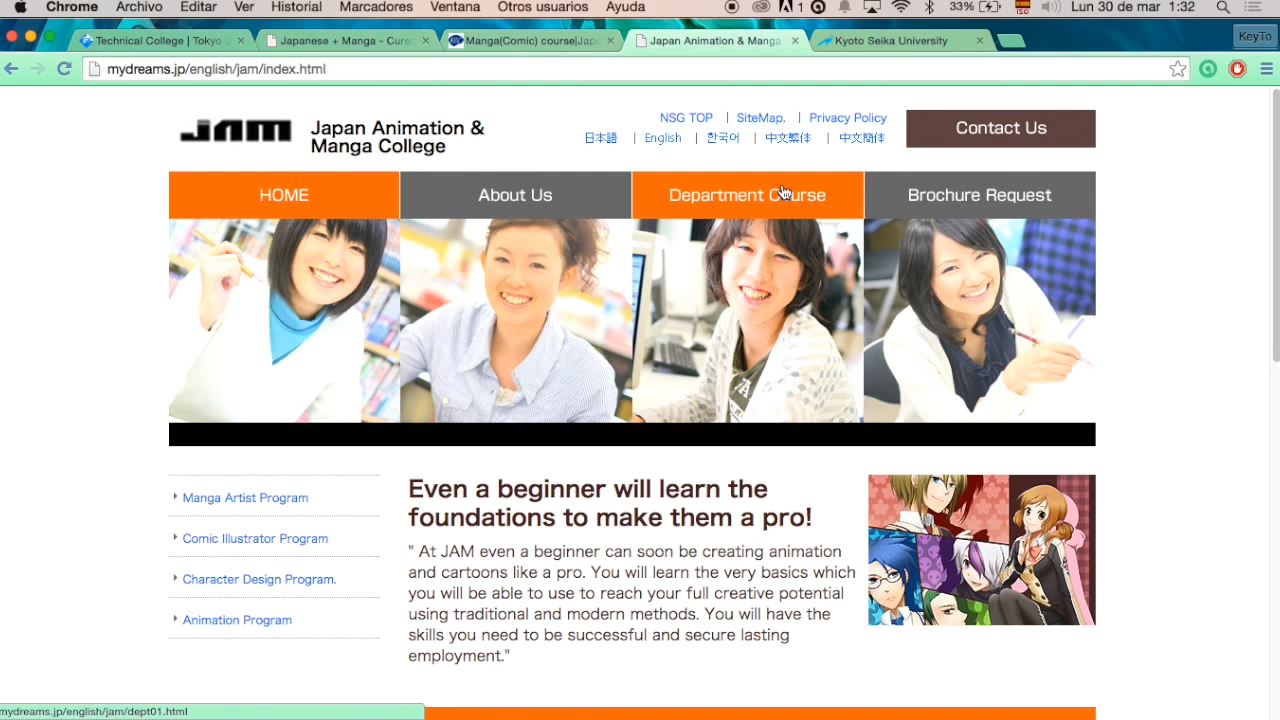 Chrome Archivo Editar Ver Historial Marcadores Ventana Otros usuarios Ayuda 1 33% ISO Lun 30 de mar 1:32
Technical College | Tokyo J
Japanese + Manga - Curso
Manga(Comic) course|Japa
Japan Animation & Manga
Kyoto Seika University
KeyTo
mydreams.jp/english/jam/index.html
JAM
Japan Animation &
Manga College
NSG TOP | SiteMap. | Privacy Policy
日本語 | English | 한국어 | 中文繁体 | 中文簡体
Contact Us
HOME
About Us
Department Course
Brochure Request
Manga Artist Program
Comic Illustrator Program
Character Design Program.
Animation Program
Even a beginner will learn the
foundations to make them a pro!
" At JAM even a beginner can soon be creating animation
and cartoons like a pro. You will learn the very basics which
you will be able to use to reach your full creative potential
using traditional and modern methods. You will have the
skills you need to be successful and secure lasting
employment."
mydreams.jp/english/jam/dept01.html